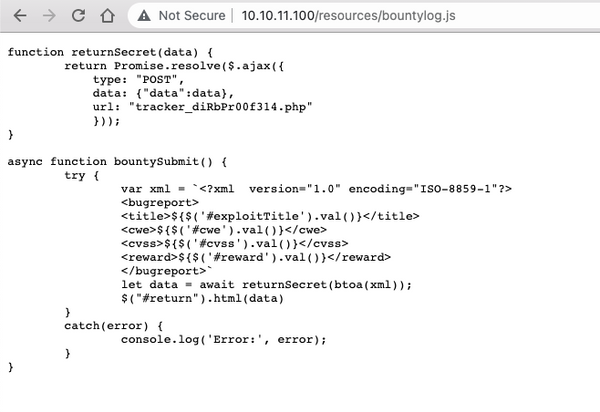 Not Secure | 10.10.11.100/resources/bountylog.js
function returnSecret(data) {
        return Promise.resolve($.ajax({
            type: "POST",
            data: {"data":data},
            url: "tracker_diRbPr00f314.php"
            }));
}
async function bountySubmit() {
        try {
                var xml = `<?xml  version="1.0" encoding="ISO-8859-1"?>
                <bugreport>
                <title>${$('#exploitTitle').val()}</title>
                <cwe>${$('#cwe').val()}</cwe>
                <cvss>${$('#cvss').val()}</cvss>
                <reward>${$('#reward').val()}</reward>
                </bugreport>`
                let data = await returnSecret(btoa(xml));
                $("#return").html(data)
        }
        catch(error) {
                console.log('Error:', error);
        }
}